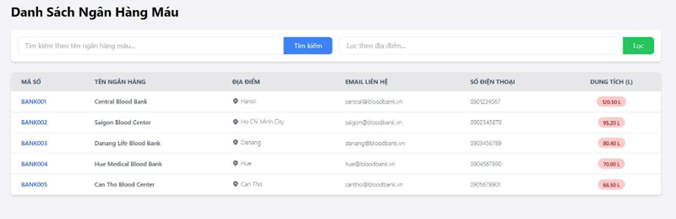 Danh Sách Ngân Hàng Máu
Tìm kiếm theo tên ngân hàng máu... Tìm kiếm Lọc theo địa điểm... Lọc
MÃ SỐ TÊN NGÂN HÀNG ĐỊA ĐIỂM EMAIL LIÊN HỆ SỐ ĐIỆN THOẠI DUNG TÍCH (L)
BANK001 Central Blood Bank Hanoi central@bloodbank.vn 0901234567 120.50 L
BANK002 Saigon Blood Center Ho Chi Minh City saigon@bloodbank.vn 0902345678 95.20 L
BANK003 Danang Life Blood Bank Danang danang@bloodbank.vn 0903456789 80.40 L
BANK004 Hue Medical Blood Bank Hue hue@bloodbank.vn 0904567890 70.00 L
BANK005 Can Tho Blood Center Can Tho cantho@bloodbank.vn 0905678901 66.50 L